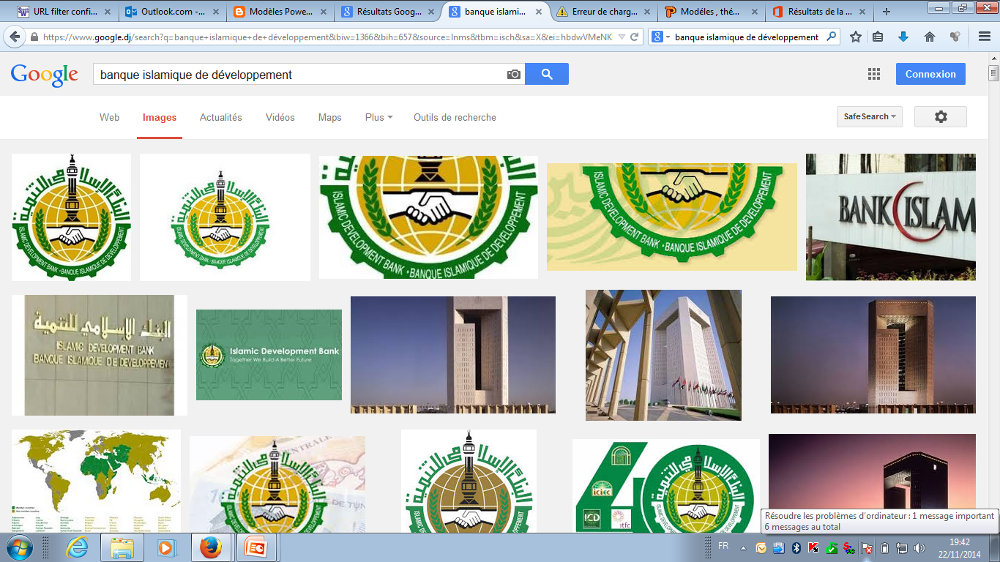 URL filter confi...
Outlook.com -...
Modèles Powe...
Résultats Goog...
banque islami...
Erreur de charg...
Modéles , thé...
Résultats de la ...
https://www.google.dj/search?q=banque+islamique+de+développement&biw=1366&bih=657&source=lnms&tbm=isch&sa=X&ei=hbdwVMeNK
banque islamique de développement
Google
banque islamique de développement
Connexion
Web
Images
Actualités
Vidéos
Maps
Plus
Outils de recherche
SafeSearch
ISLAMIC DEVELOPMENT BANK · BANQUE ISLAMIQUE DE DEVELOPPEMENT
ISLAMIC DEVELOPMENT BANK · BANQUE ISLAMIQUE DE DEVELOPPEMENT
ISLAMIC DEVELOPMENT BANK · BANQUE ISLAMIQUE DE DEVELOPPEMENT
ISLAMIC DEVELOPMENT BANK · BANQUE ISLAMIQUE DE DEVELOPPEMENT
BANK ISLAM
البنك الإسلامي للتنمية
ISLAMIC DEVELOPMENT BANK
BANQUE ISLAMIQUE DE DEVELOPPEMEN
Islamic Development Bank
Together We Build A Better Future
CENTRALE
DE TUN
ICIEC
ICD
itfc
Résoudre les problèmes d'ordinateur : 1 message important
6 messages au total
FR
19:42
22/11/2014